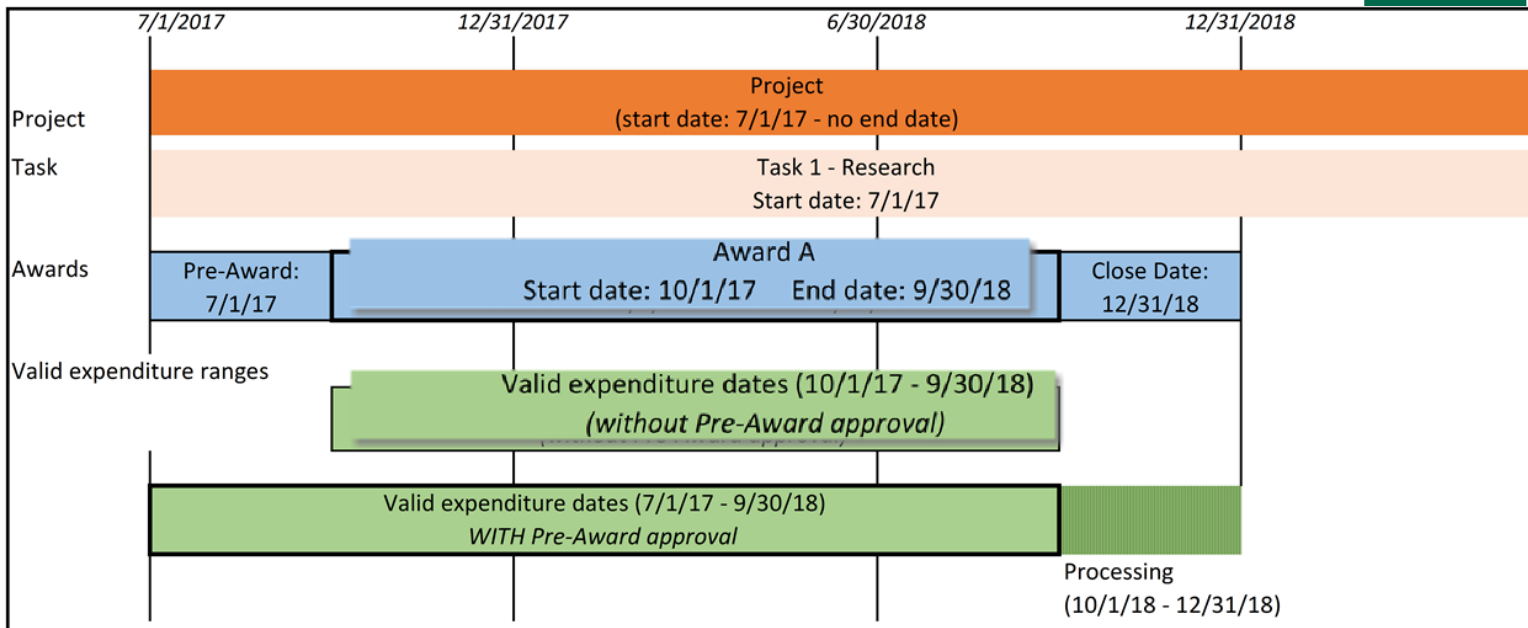 7/1/2017 12/31/2017 6/30/2018 12/31/2018
Project
(start date: 7/1/17 - no end date)
Project
Task
Task 1 - Research
Start date: 7/1/17
Awards
Pre-Award:
7/1/17
Award A
Start date: 10/1/17 End date: 9/30/18
Close Date:
12/31/18
Valid expenditure ranges
Valid expenditure dates (10/1/17 - 9/30/18)
(without Pre-Award approval)
Valid expenditure dates (7/1/17 - 9/30/18)
WITH Pre-Award approval
Processing
(10/1/18 - 12/31/18)